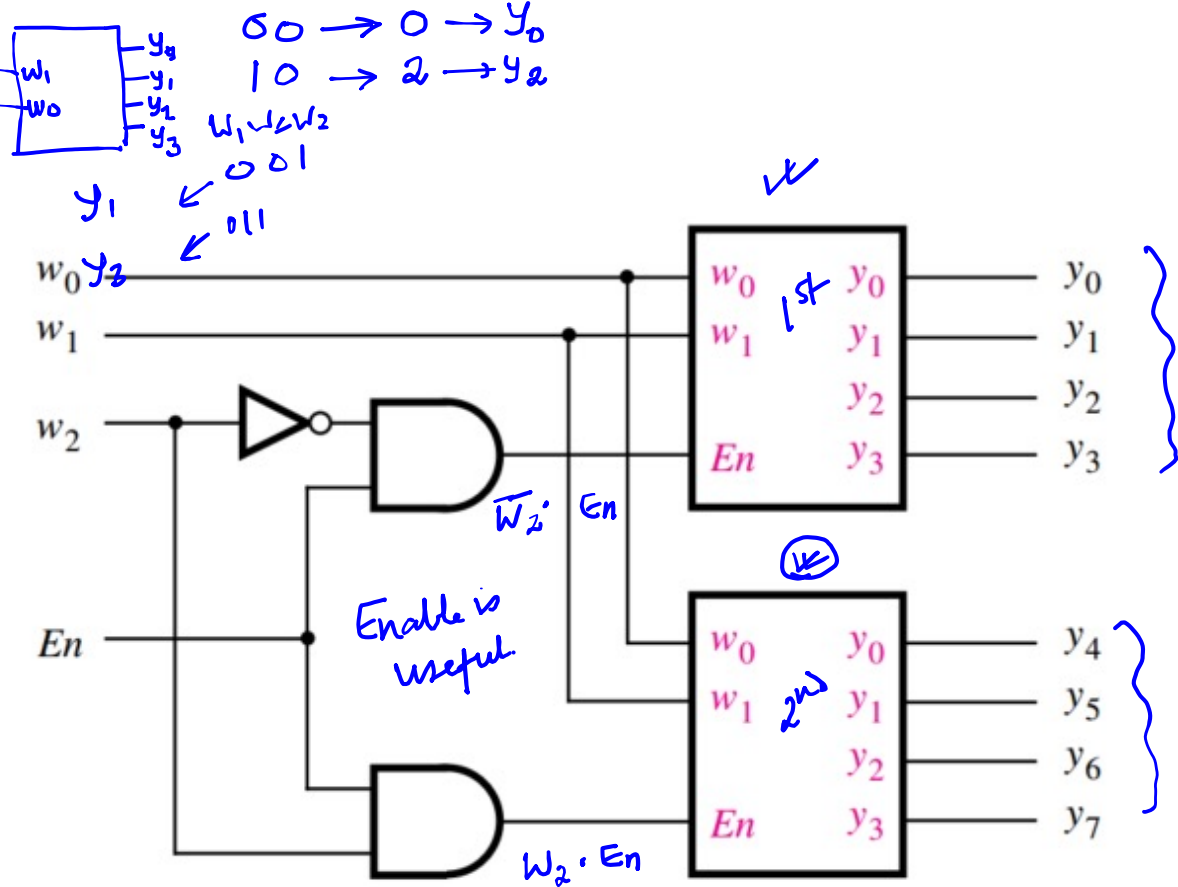 y₀
00 → 0 → y₀
w₁
y₁
10 → 2 → y₂
w₀
y₂
y₃
001
y₁
011
y₃
w₀
w₀ 1st y₀
y₀
w₁
w₁ y₁
y₁
y₂
y₂
w₂
En y₃
y₃
w̅₂ · En
Enable is
useful.
En
w₀ y₀
y₄
w₁ 2nd y₁
y₅
y₂
y₆
En y₃
y₇
w₂ · En